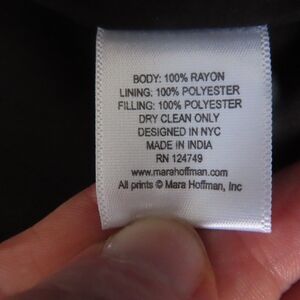 BODY: 100% RAYON
LINING: 100% POLYESTER
FILLING: 100% POLYESTER
DRY CLEAN ONLY
DESIGNED IN NYC
MADE IN INDIA
RN 124749
www.marahoffman.com
All prints © Mara Hoffman, Inc